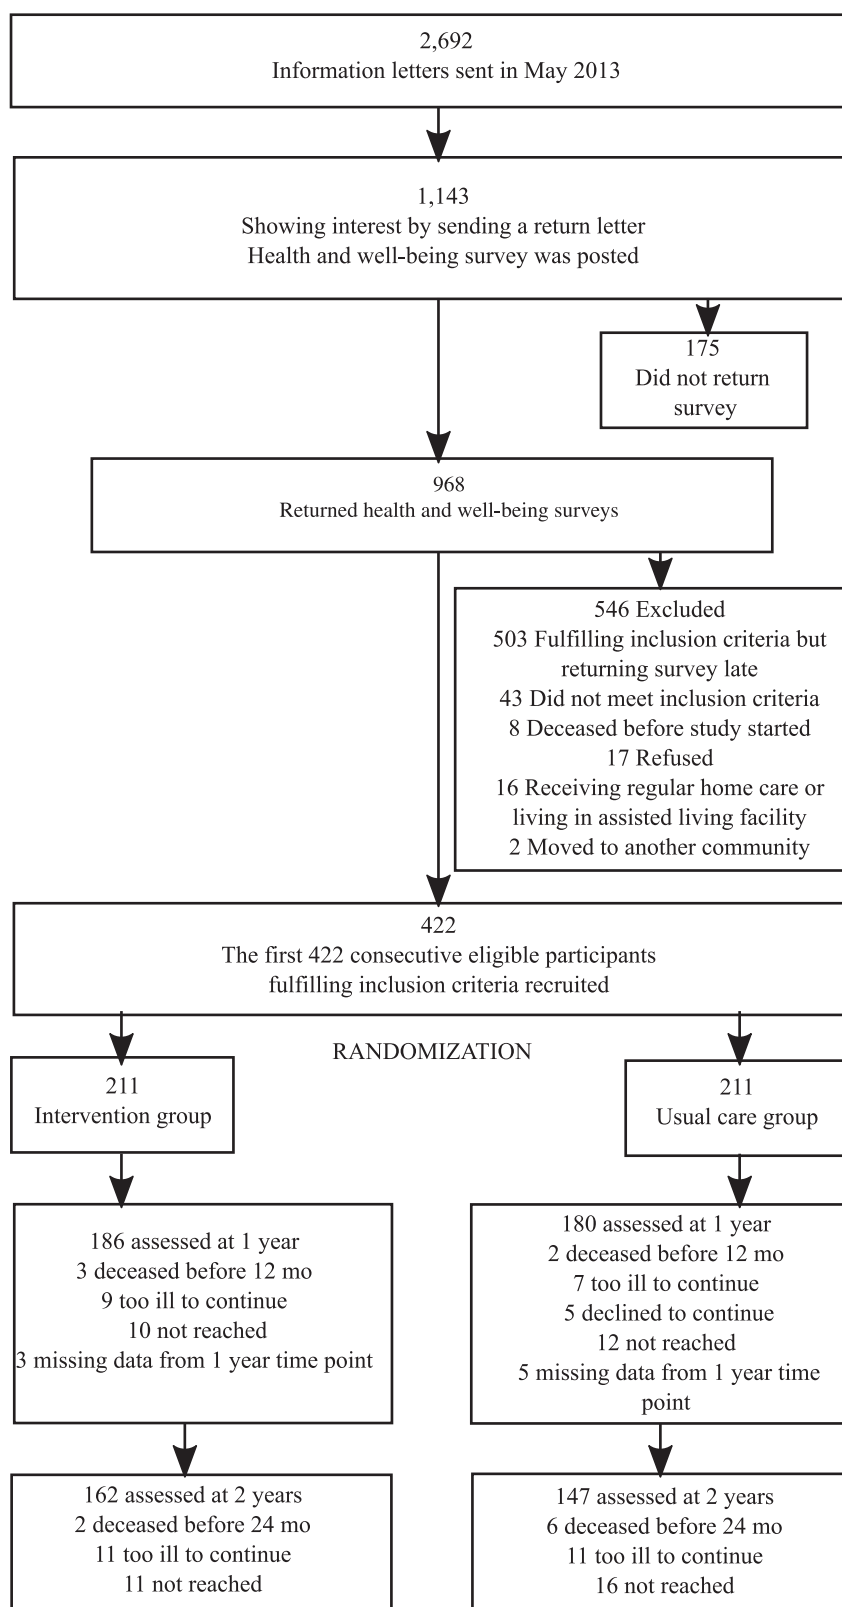 2,692
Information letters sent in May 2013
1,143
Showing interest by sending a return letter
Health and well-being survey was posted
175
Did not return
survey
968
Returned health and well-being surveys
546 Excluded
503 Fulfilling inclusion criteria but
returning survey late
43 Did not meet inclusion criteria
8 Deceased before study started
17 Refused
16 Receiving regular home care or
living in assisted living facility
2 Moved to another community
422
The first 422 consecutive eligible participants
fulfilling inclusion criteria recruited
RANDOMIZATION
211
Intervention group
211
Usual care group
186 assessed at 1 year
3 deceased before 12 mo
9 too ill to continue
10 not reached
3 missing data from 1 year time point
180 assessed at 1 year
2 deceased before 12 mo
7 too ill to continue
5 declined to continue
12 not reached
5 missing data from 1 year time
point
162 assessed at 2 years
2 deceased before 24 mo
11 too ill to continue
11 not reached
147 assessed at 2 years
6 deceased before 24 mo
11 too ill to continue
16 not reached